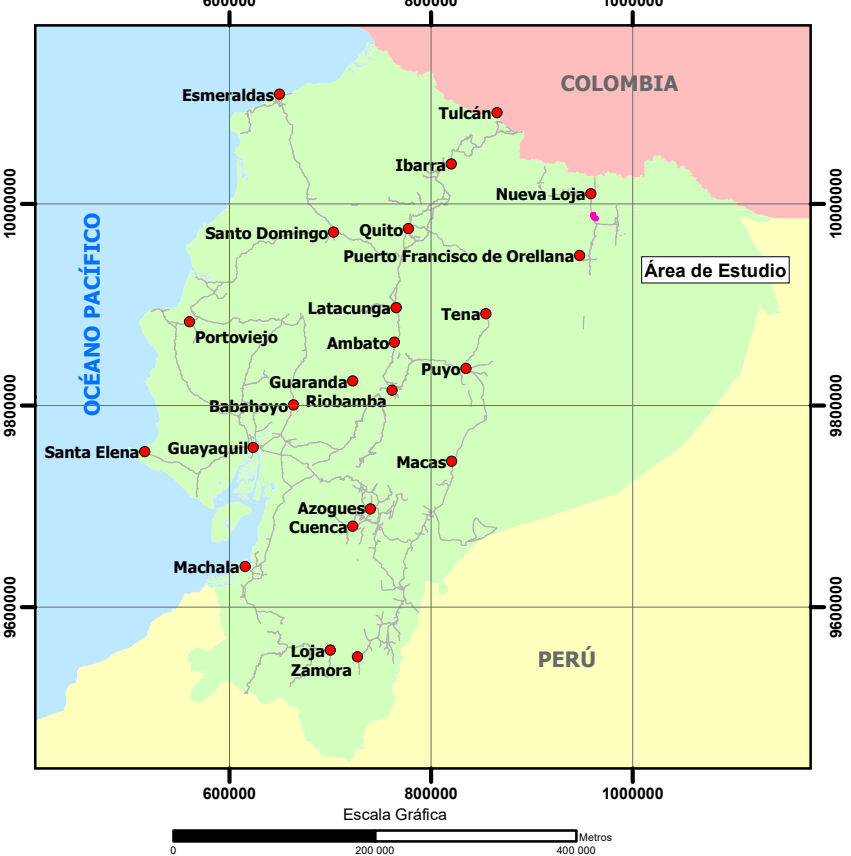 600000 800000 1000000
COLOMBIA
Esmeraldas
Tulcán
Ibarra
Nueva Loja
10000000 10000000
OCÉANO PACÍFICO
Santo Domingo
Quito
Puerto Francisco de Orellana
Área de Estudio
Latacunga
Tena
Portoviejo
Ambato
Puyo
Guaranda
Riobamba
Babahoyo
9800000 9800000
Santa Elena
Guayaquil
Macas
Azogues
Cuenca
Machala
9600000 9600000
Loja
Zamora
PERÚ
600000 800000 1000000
Escala Gráfica
Metros
0 200 000 400 000